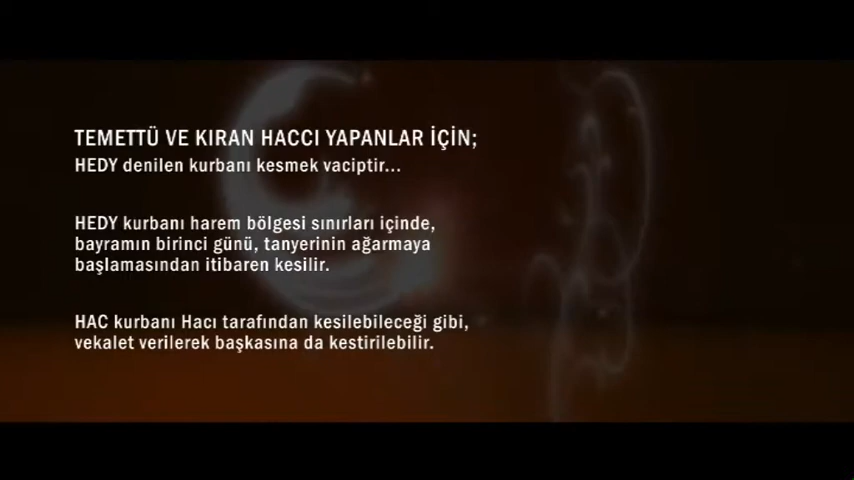 TEMETTÜ VE KIRAN HACCI YAPANLAR İÇİN;
HEDY denilen kurbanı kesmek vaciptir...
HEDY kurbanı harem bölgesi sınırları içinde,
bayramın birinci günü, tanyerinin ağarmaya
başlamasından itibaren kesilir.
HAC kurbanı Hacı tarafından kesilebileceği gibi,
vekalet verilerek başkasına da kestirilebilir.